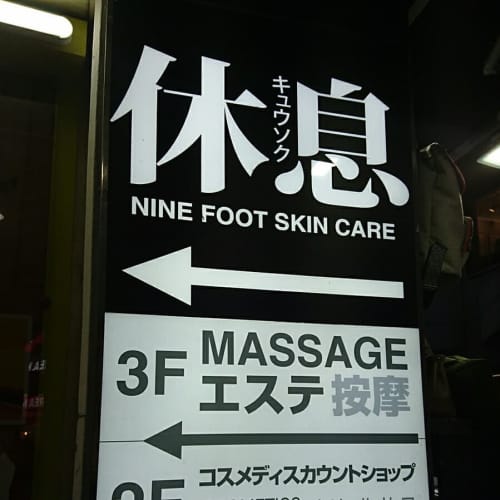 休息
キュウソク
NINE FOOT SKIN CARE
3F MASSAGE
エステ 按摩
コスメディスカウントショップ